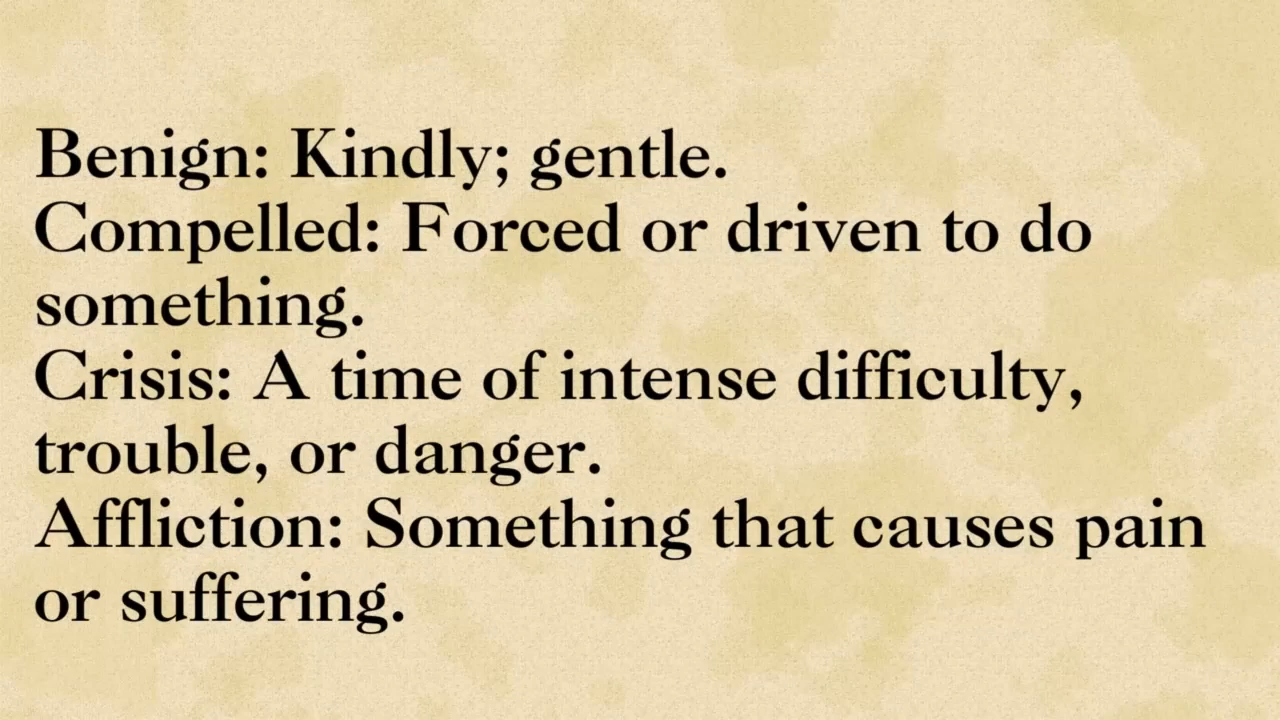 Benign: Kindly; gentle.
Compelled: Forced or driven to do
something.
Crisis: A time of intense difficulty,
trouble, or danger.
Affliction: Something that causes pain
or suffering.